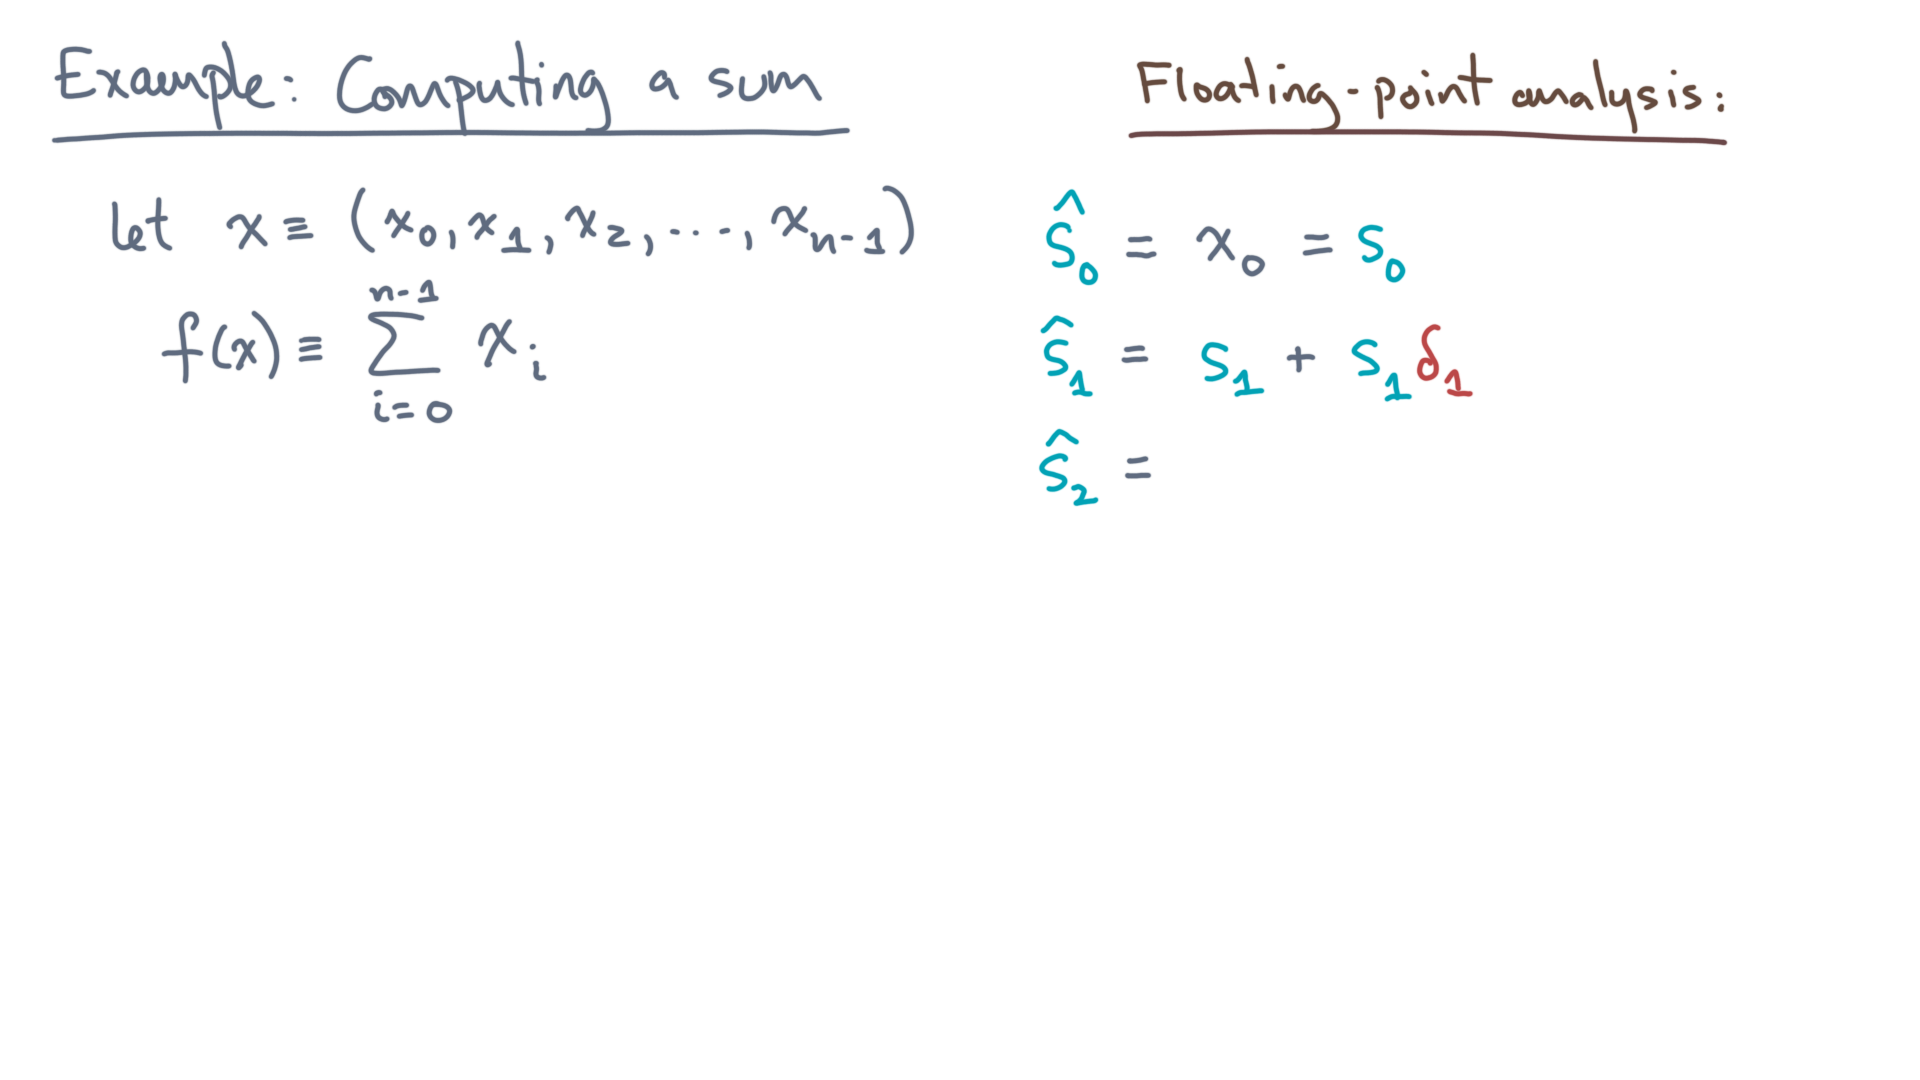 Example: Computing a sum
let x ≡ (x₀, x₁, x₂, ..., xₙ₋₁)
n-1
f(x) ≡ ∑ xᵢ
i=0
Floating-point analysis:
ŝ₀ = x₀ = s₀
ŝ₁ = s₁ + s₁δ₁
ŝ₂ =